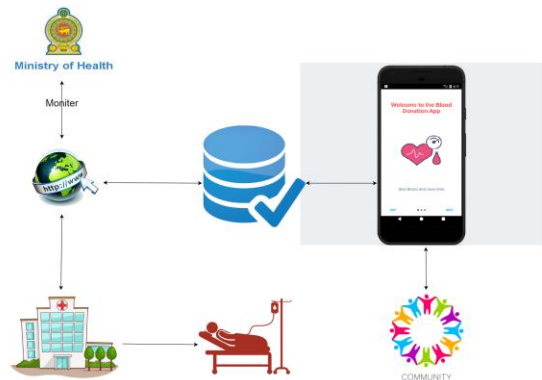 Ministry of Health
Moniter
http://www
Welcome to the Blood
Donation App
COMMUNITY